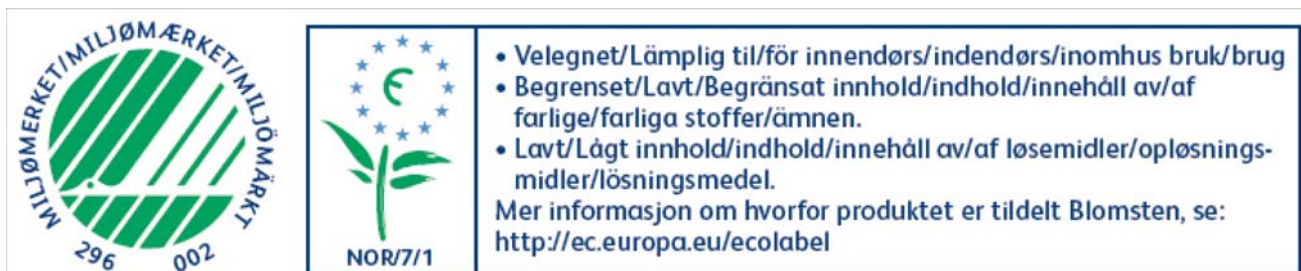 MILJØMERKET/MILJØMÆRKET/MILJÖMÄRKT
296 002
NOR/7/1
• Velegnet/Lämplig til/för innendørs/indendørs/inomhus bruk/brug
• Begrenset/Lavt/Begränsat innhold/indhold/innehåll av/af
farlige/farliga stoffer/ämnen.
• Lavt/Lågt innhold/indhold/innehåll av/af løsemidler/opløsnings-
midler/lösningsmedel.
Mer informasjon om hvorfor produktet er tildelt Blomsten, se:
http://ec.europa.eu/ecolabel